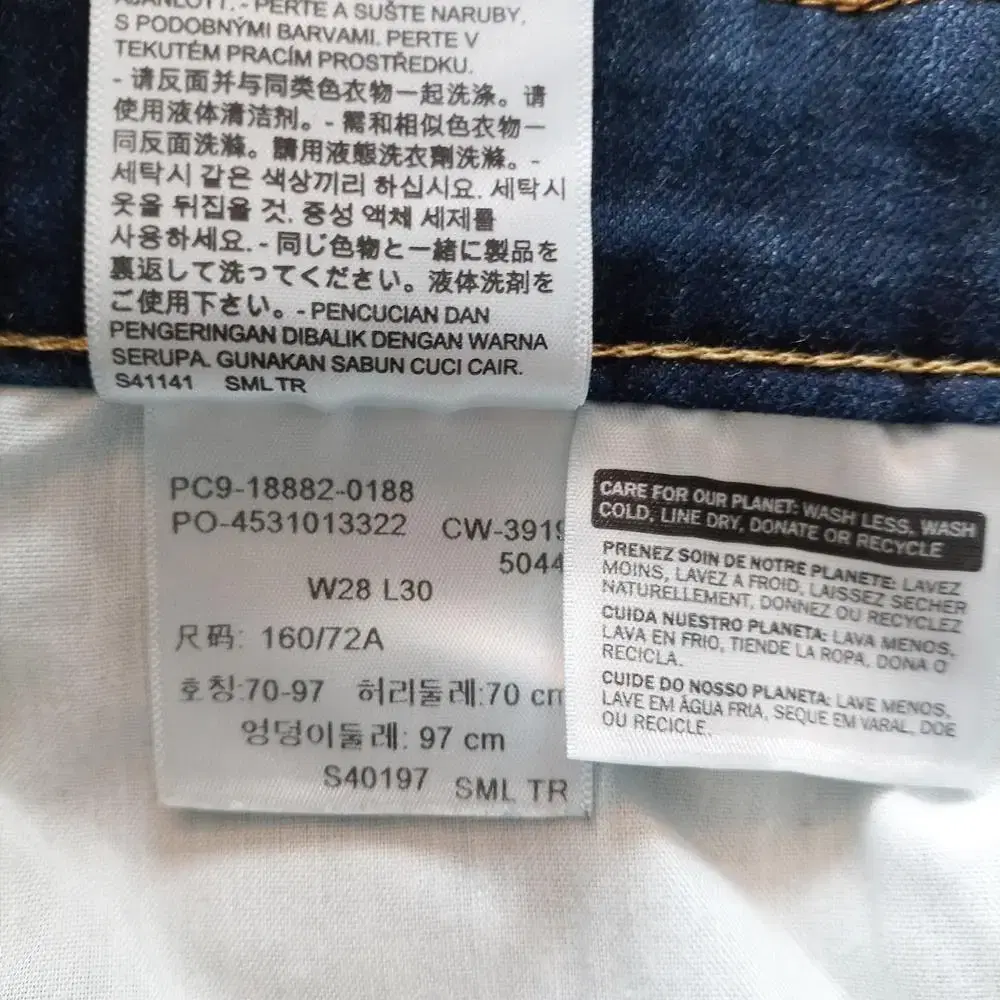 AJÁNLOTT. - PERTE A SUŠTE NARUBY,
S PODOBNÝMI BARVAMI. PERTE V
TEKUTÉM PRACÍM PROSTŘEDKU.
- 请反面并与同类色衣物一起洗涤。请
使用液体清洁剂。- 需和相似色衣物一
同反面洗滌。請用液態洗衣劑洗滌。-
세탁시 같은 색상끼리 하십시요. 세탁시
옷을 뒤집을 것. 중성 액체 세제를
사용하세요. - 同じ色物と一緒に製品を
裏返して洗ってください。液体洗剤を
ご使用下さい。- PENCUCIAN DAN
PENGERINGAN DIBALIK DENGAN WARNA
SERUPA. GUNAKAN SABUN CUCI CAIR.
S41141 SML TR
PC9-18882-0188
PO-4531013322 CW-3919
5044
W28 L30
尺码: 160/72A
호칭:70-97 허리둘레:70 cm
엉덩이둘레: 97 cm
S40197 SML TR
CARE FOR OUR PLANET: WASH LESS, WASH
COLD, LINE DRY, DONATE OR RECYCLE
PRENEZ SOIN DE NOTRE PLANETE: LAVEZ
MOINS, LAVEZ A FROID, LAISSEZ SECHER
NATURELLEMENT, DONNEZ OU RECYCLEZ
CUIDA NUESTRO PLANETA: LAVA MENOS,
LAVA EN FRIO, TIENDE LA ROPA, DONA O
RECICLA.
CUIDE DO NOSSO PLANETA: LAVE MENOS,
LAVE EM ÁGUA FRIA, SEQUE EM VARAL, DOE
OU RECICLE.